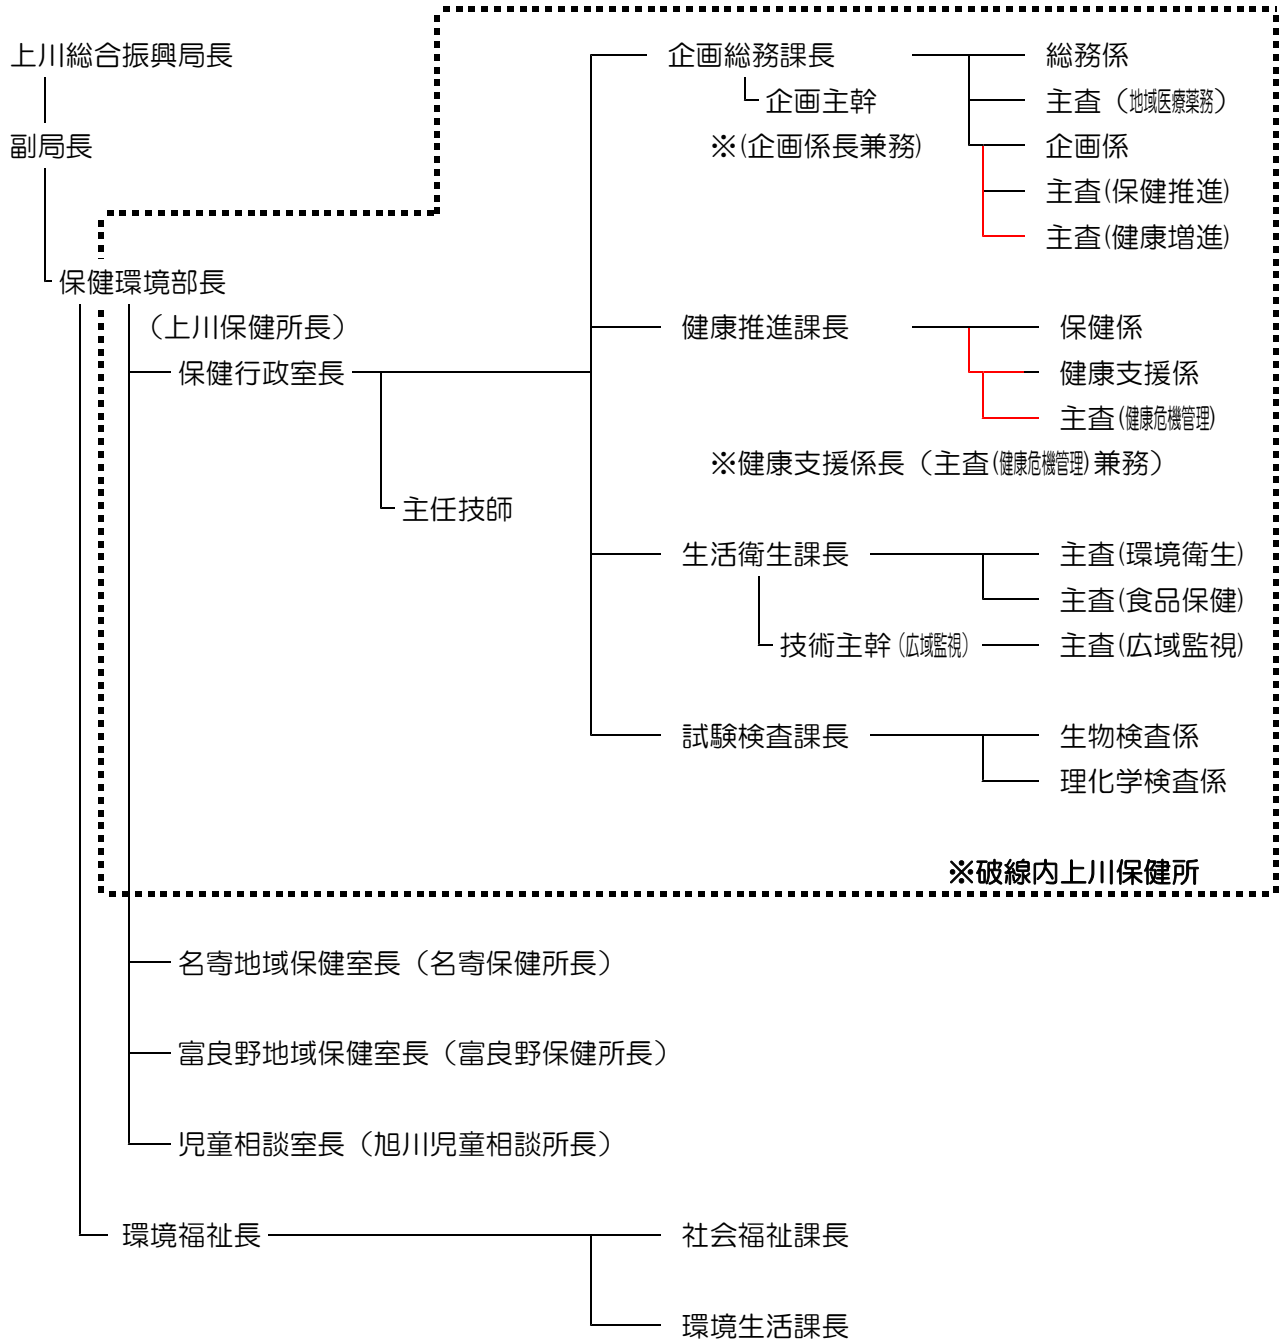 上川総合振興局長　企画総務課長　総務係
企画主幹　主査（地域医療薬務）
副局長　※(企画係長兼務)　企画係
主査(保健推進)
主査(健康増進)
保健環境部長
（上川保健所長）　健康推進課長　保健係
保健行政室長　健康支援係
主査(健康危機管理)
※健康支援係長（主査(健康危機管理)兼務）
主任技師
生活衛生課長　主査(環境衛生)
主査(食品保健)
技術主幹（広域監視）　主査(広域監視)
試験検査課長　生物検査係
理化学検査係
※破線内上川保健所
名寄地域保健室長（名寄保健所長）
富良野地域保健室長（富良野保健所長）
児童相談室長（旭川児童相談所長）
環境福祉長　社会福祉課長
環境生活課長